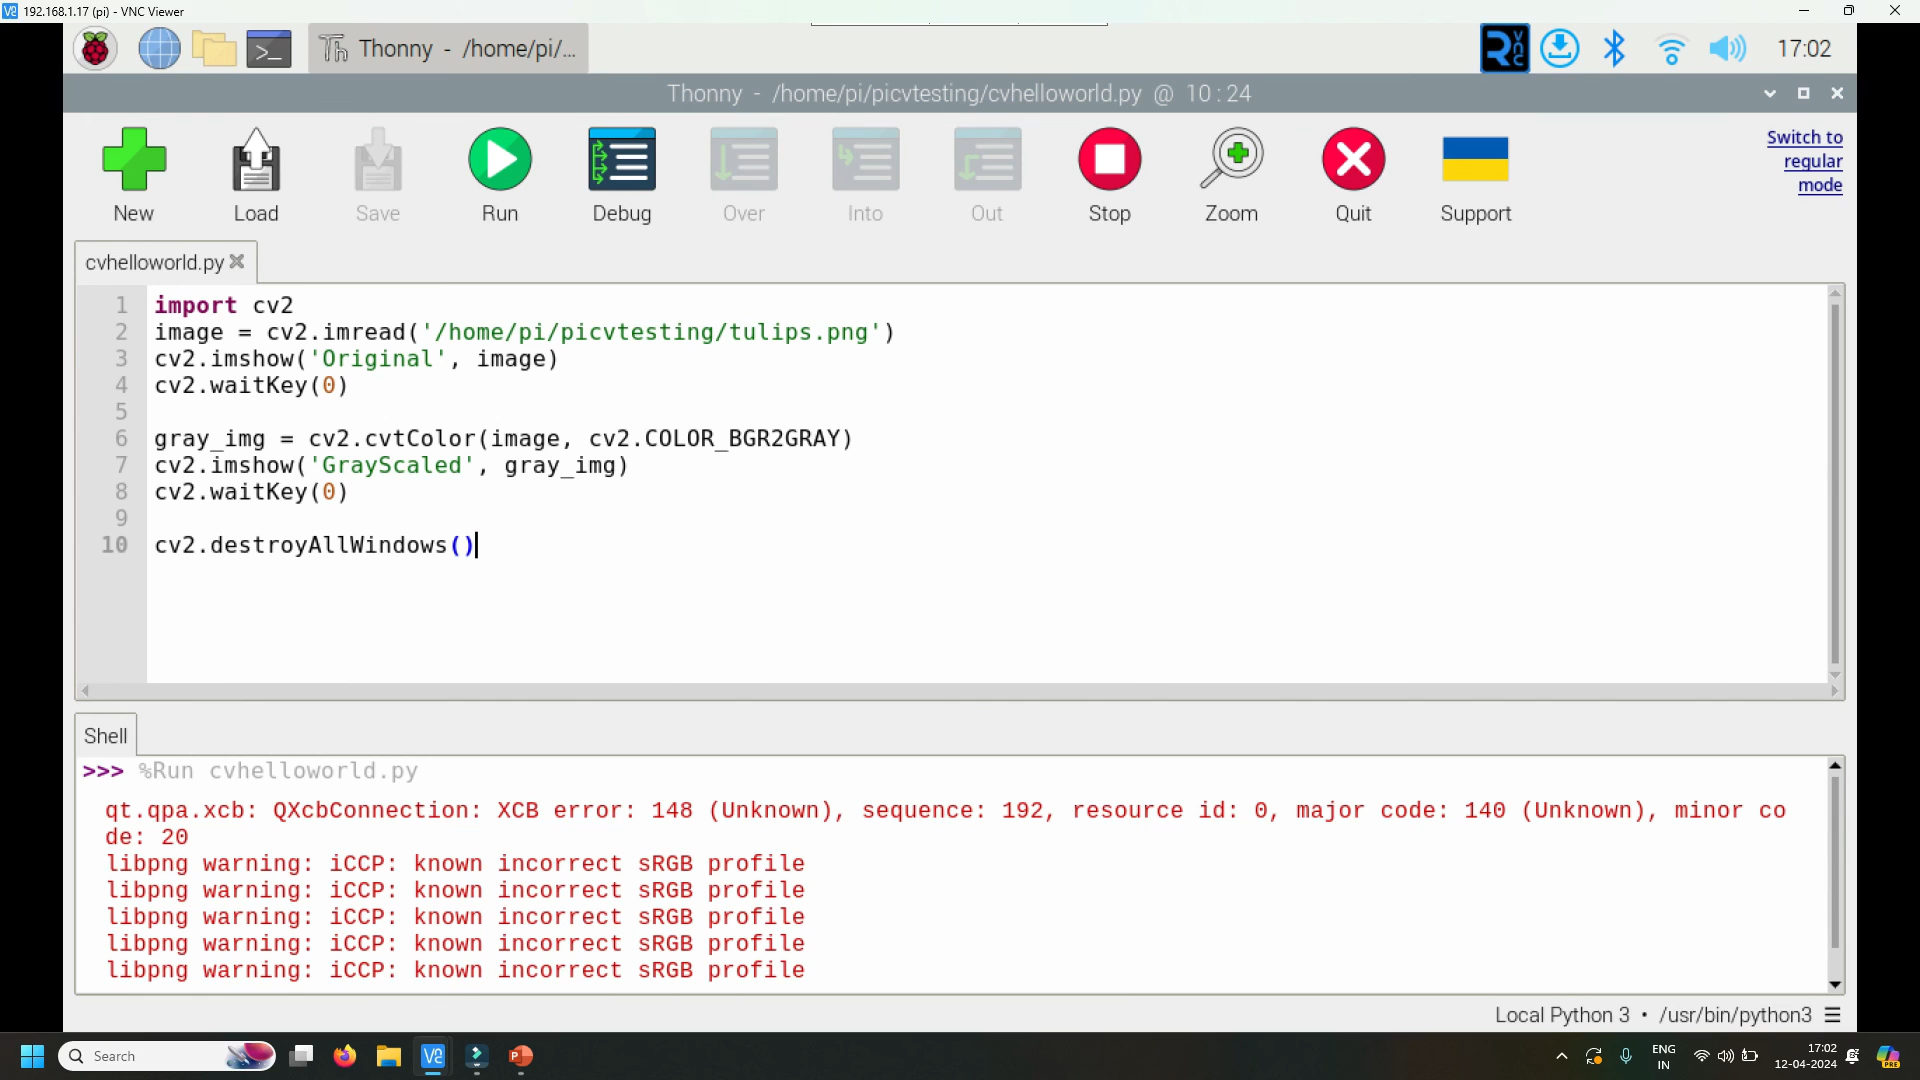 192.168.1.17 (pi) - VNC Viewer
Thonny - /home/pi/... 17:02
Thonny - /home/pi/picvtesting/cvhelloworld.py @ 10 : 24
New Load Save Run Debug Over Into Out Stop Zoom Quit Support
Switch to
regular
mode
cvhelloworld.py
1 import cv2
2 image = cv2.imread('/home/pi/picvtesting/tulips.png')
3 cv2.imshow('Original', image)
4 cv2.waitKey(0)
5
6 gray_img = cv2.cvtColor(image, cv2.COLOR_BGR2GRAY)
7 cv2.imshow('GrayScaled', gray_img)
8 cv2.waitKey(0)
9
10 cv2.destroyAllWindows()
Shell
>>> %Run cvhelloworld.py
qt.qpa.xcb: QXcbConnection: XCB error: 148 (Unknown), sequence: 192, resource id: 0, major code: 140 (Unknown), minor co
de: 20
libpng warning: iCCP: known incorrect sRGB profile
libpng warning: iCCP: known incorrect sRGB profile
libpng warning: iCCP: known incorrect sRGB profile
libpng warning: iCCP: known incorrect sRGB profile
libpng warning: iCCP: known incorrect sRGB profile
Local Python 3 • /usr/bin/python3 ☰
Search
ENG
IN
17:02
12-04-2024